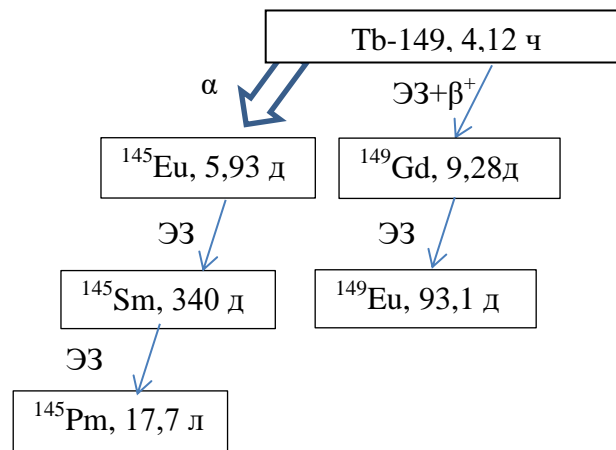 Tb-149, 4,12 ч
α
ЭЗ+β⁺
¹⁴⁵Eu, 5,93 д
¹⁴⁹Gd, 9,28д
ЭЗ
ЭЗ
¹⁴⁵Sm, 340 д
¹⁴⁹Eu, 93,1 д
ЭЗ
¹⁴⁵Pm, 17,7 л